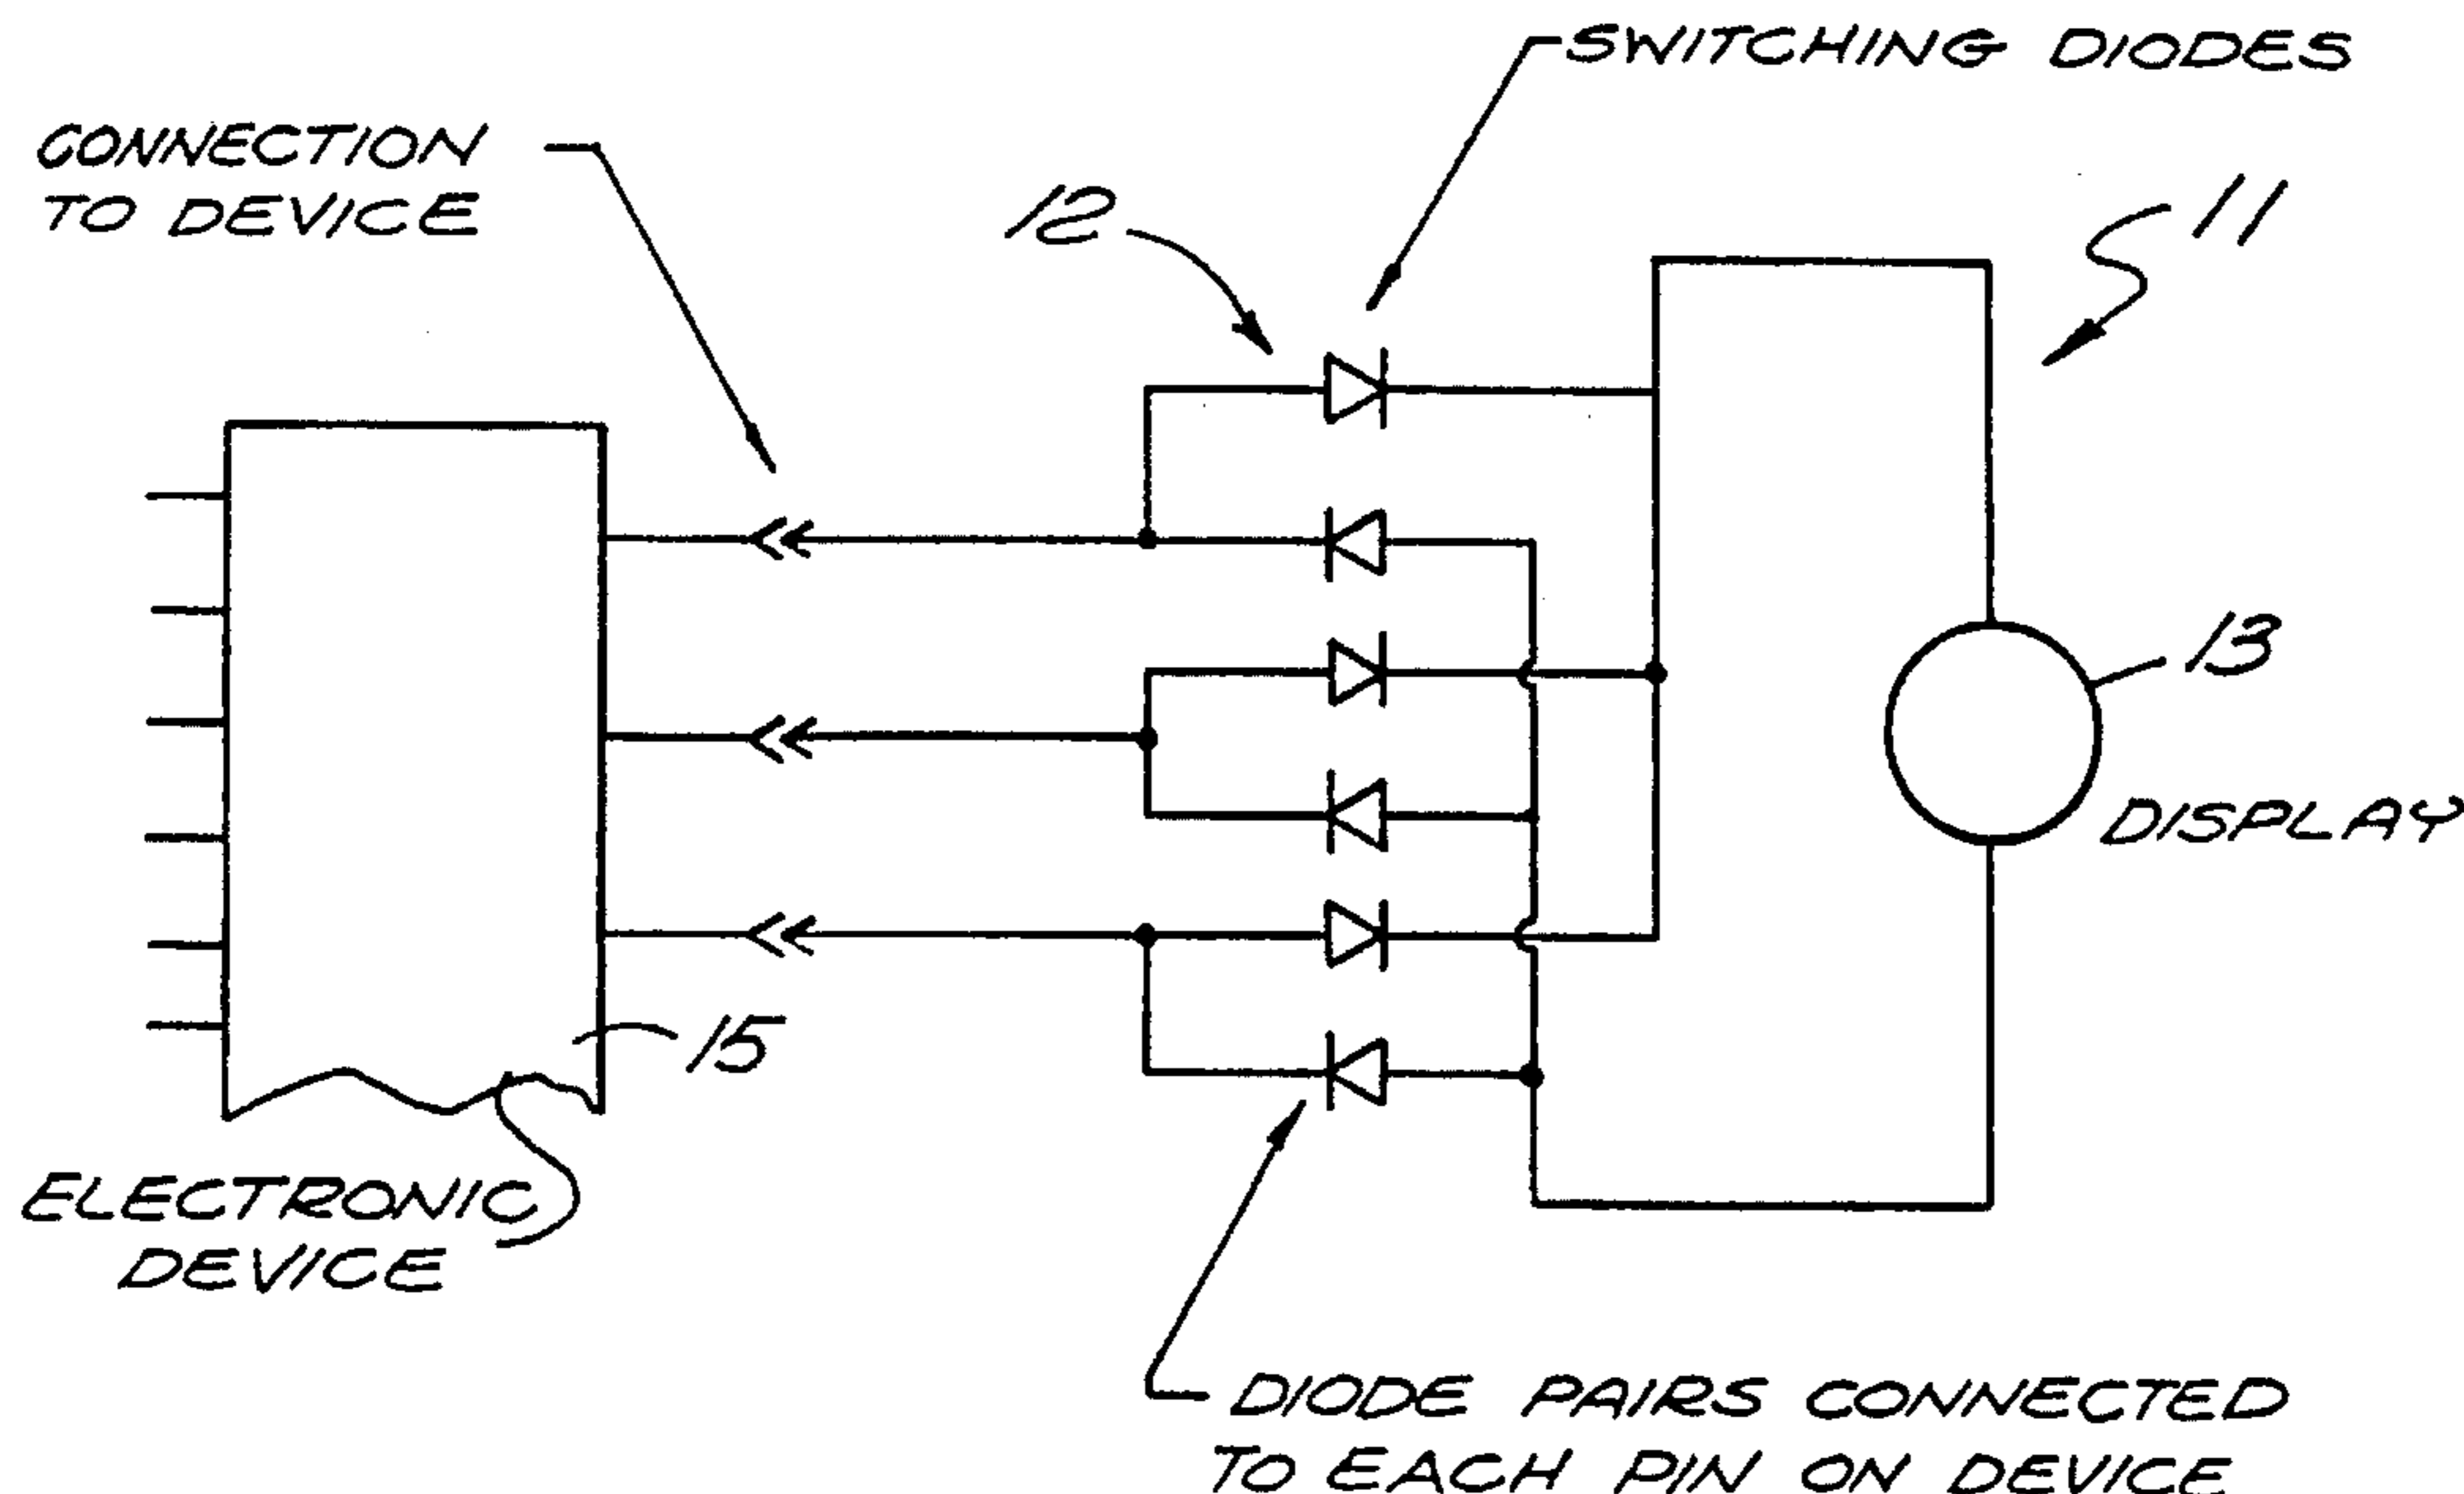 SWITCHING DIODES
CONNECTION
TO DEVICE
12
11
13
DISPLAY
15
ELECTRONIC
DEVICE
DIODE PAIRS CONNECTED
TO EACH PIN ON DEVICE